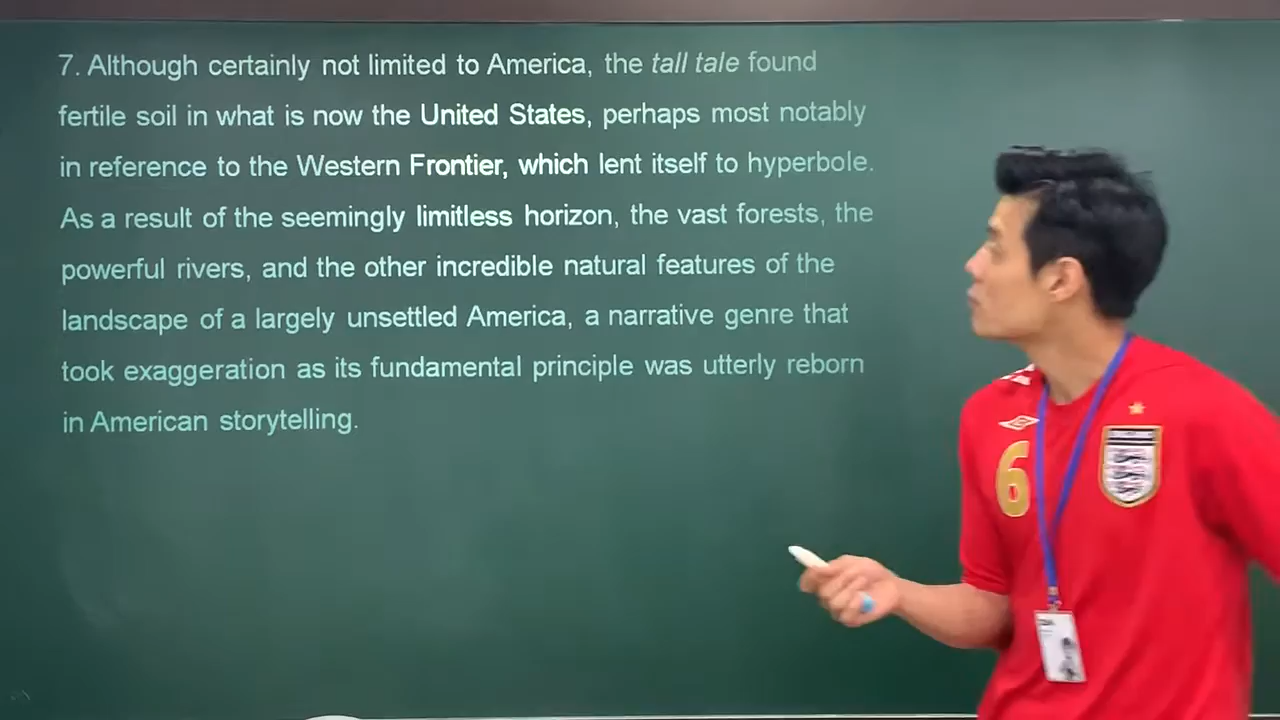 7. Although certainly not limited to America, the tall tale found
fertile soil in what is now the United States, perhaps most notably
in reference to the Western Frontier, which lent itself to hyperbole.
As a result of the seemingly limitless horizon, the vast forests, the
powerful rivers, and the other incredible natural features of the
landscape of a largely unsettled America, a narrative genre that
took exaggeration as its fundamental principle was utterly reborn
in American storytelling.
6